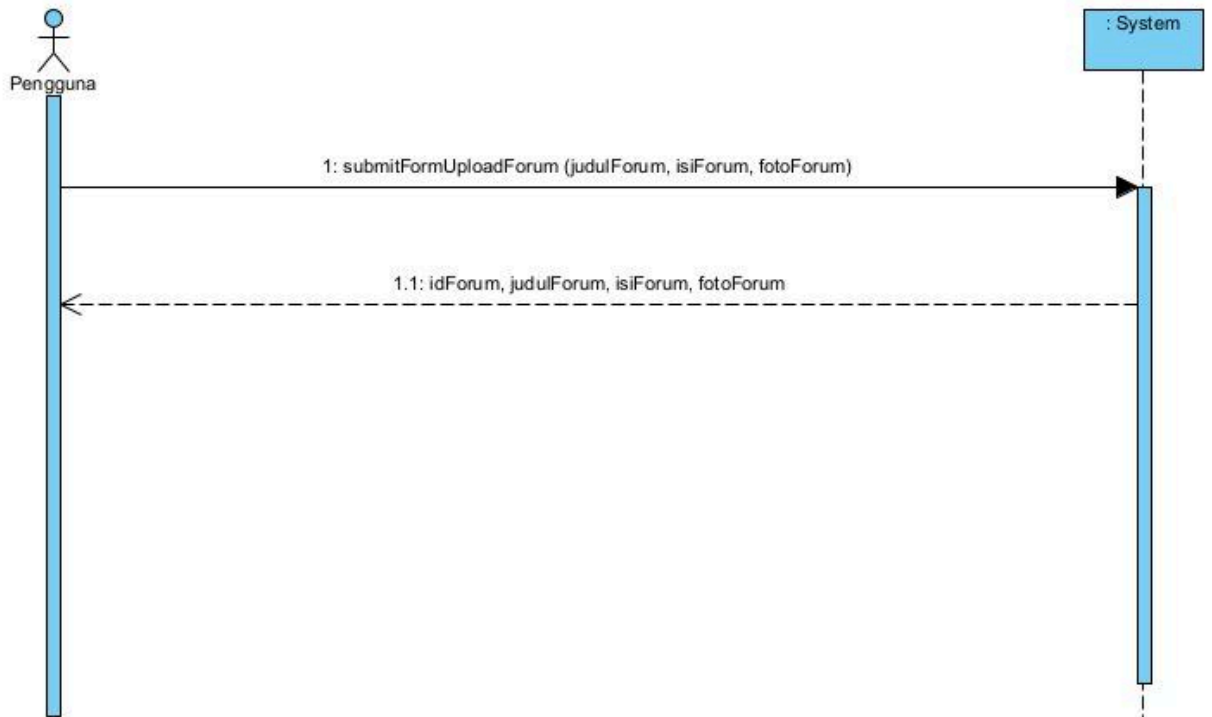 Pengguna
: System
1: submitFormUploadForum (judulForum, isiForum, fotoForum)
1.1: idForum, judulForum, isiForum, fotoForum